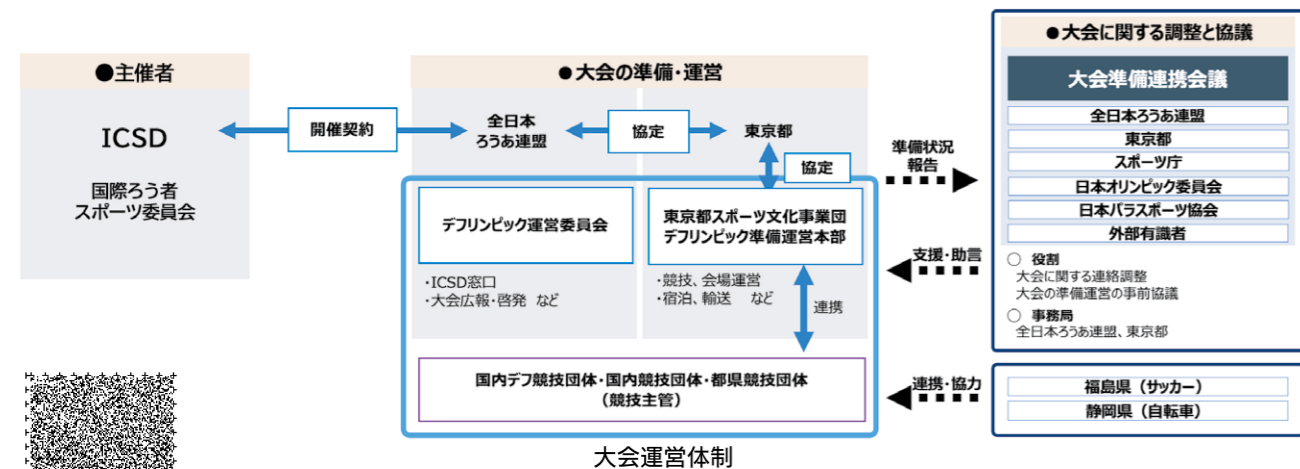 ●主催者
ICSD
国際ろう者
スポーツ委員会
開催契約
●大会の準備・運営
全日本
ろうあ連盟
協定
東京都
協定
デフリンピック運営委員会
・ICSD窓口
・大会広報・啓発 など
東京都スポーツ文化事業団
デフリンピック準備運営本部
・競技、会場運営
・宿泊、輸送 など
連携
国内デフ競技団体・国内競技団体・都県競技団体
（競技主管）
大会運営体制
準備状況
報告
支援・助言
連携・協力
●大会に関する調整と協議
大会準備連携会議
全日本ろうあ連盟
東京都
スポーツ庁
日本オリンピック委員会
日本パラスポーツ協会
外部有識者
○ 役割
大会に関する連絡調整
大会の準備運営の事前協議
○ 事務局
全日本ろうあ連盟、東京都
福島県（サッカー）
静岡県（自転車）